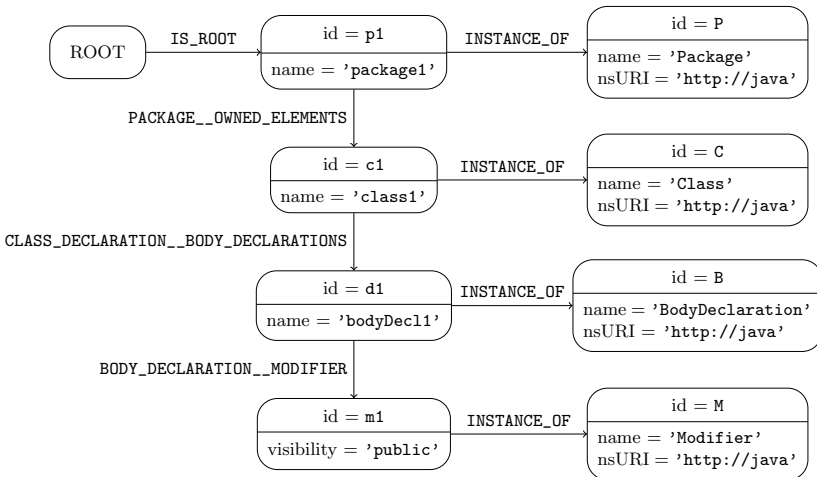 ROOT
IS_ROOT
id = p1
name = 'package1'
INSTANCE_OF
id = P
name = 'Package'
nsURI = 'http://java'
PACKAGE__OWNED_ELEMENTS
id = c1
name = 'class1'
INSTANCE_OF
id = C
name = 'Class'
nsURI = 'http://java'
CLASS_DECLARATION__BODY_DECLARATIONS
id = d1
name = 'bodyDecl1'
INSTANCE_OF
id = B
name = 'BodyDeclaration'
nsURI = 'http://java'
BODY_DECLARATION__MODIFIER
id = m1
visibility = 'public'
INSTANCE_OF
id = M
name = 'Modifier'
nsURI = 'http://java'